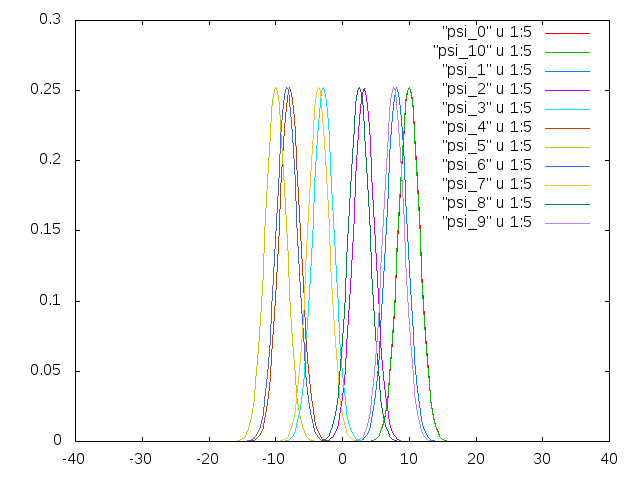 0.3
0.25
0.2
0.15
0.1
0.05
0
-40
-30
-20
-10
0
10
20
30
40
"psi_0" u 1:5
"psi_10" u 1:5
"psi_1" u 1:5
"psi_2" u 1:5
"psi_3" u 1:5
"psi_4" u 1:5
"psi_5" u 1:5
"psi_6" u 1:5
"psi_7" u 1:5
"psi_8" u 1:5
"psi_9" u 1:5